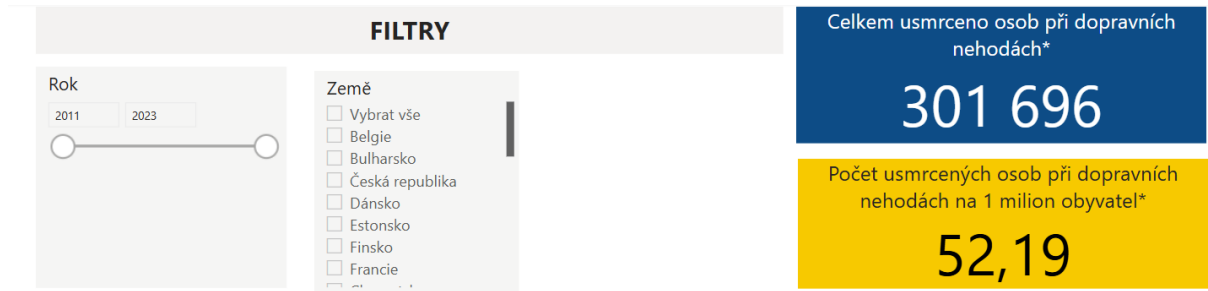 FILTRY
Rok
2011
2023
Země
Vybrat vše
Belgie
Bulharsko
Česká republika
Dánsko
Estonsko
Finsko
Francie
Celkem usmrceno osob při dopravních
nehodách*
301 696
Počet usmrcených osob při dopravních
nehodách na 1 milion obyvatel*
52,19